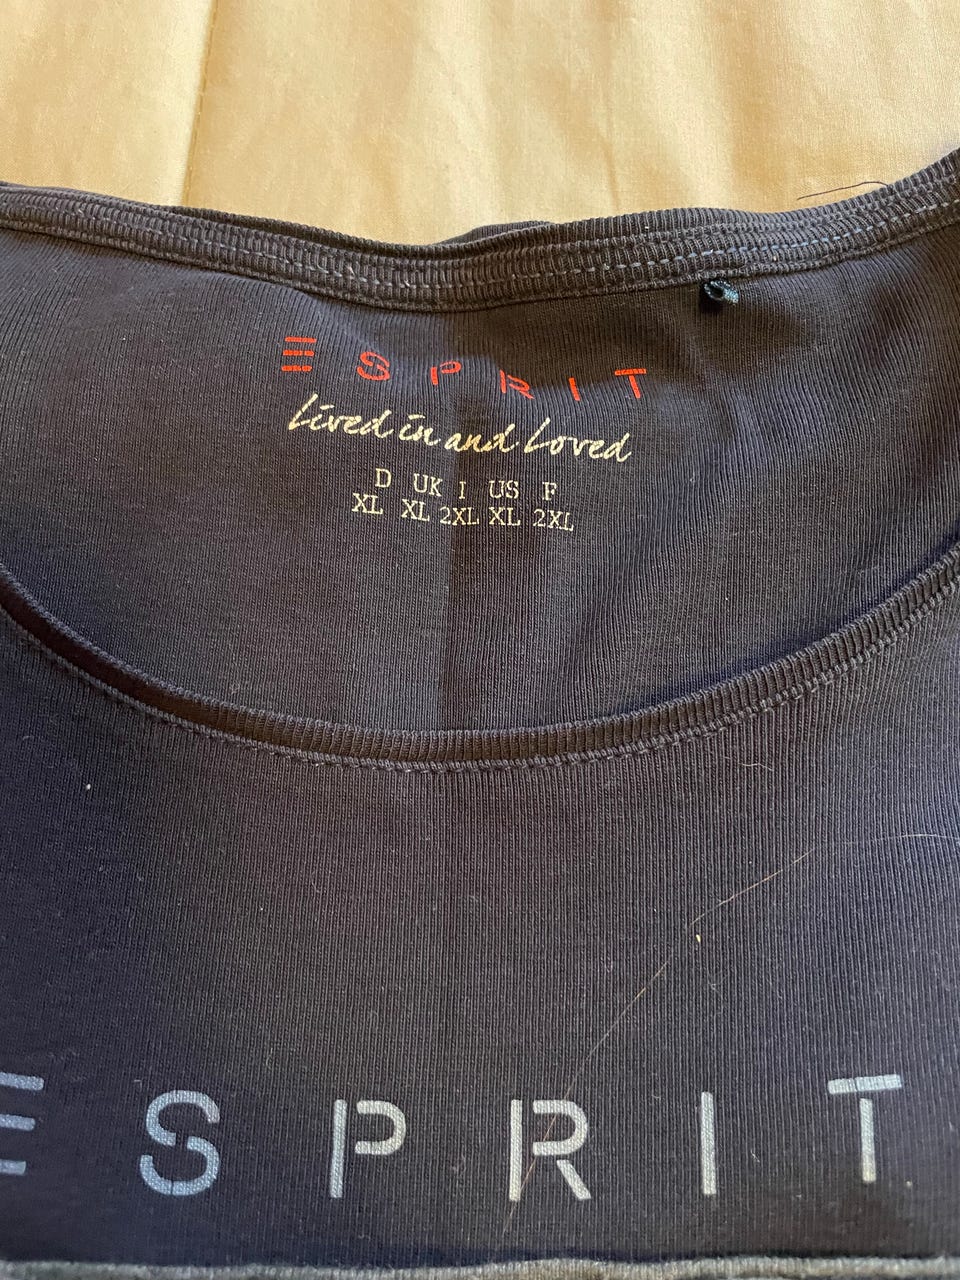 ESPRIT
Lived in and Loved
D UK I US F
XL XL 2XL XL 2XL
ESPRIT